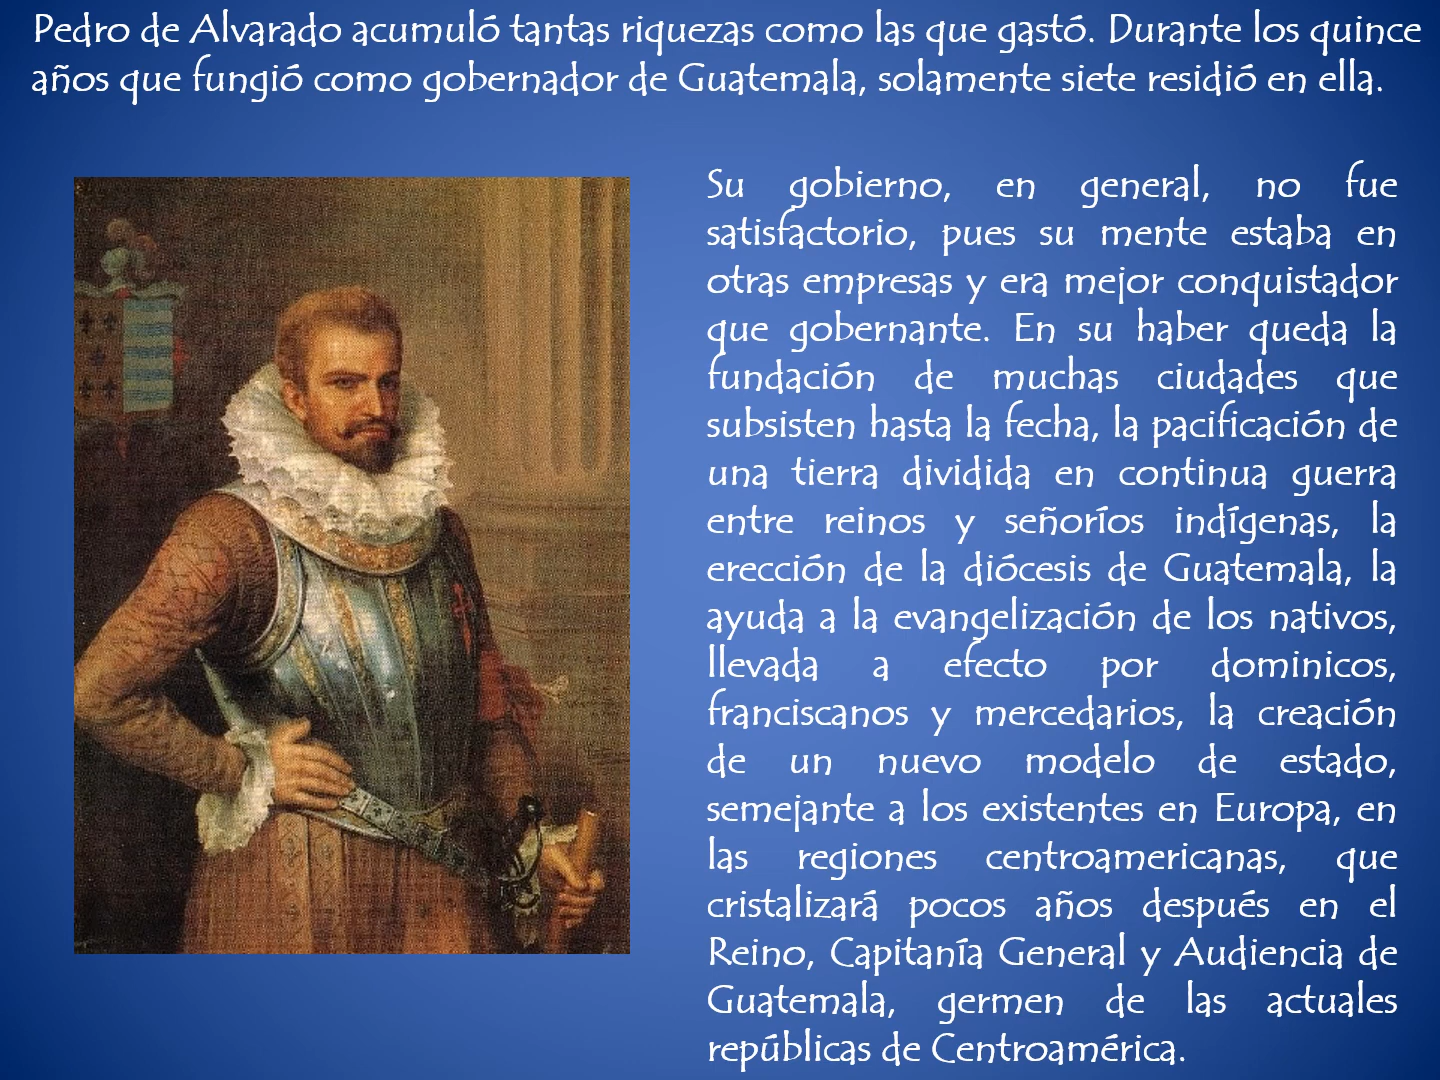 Pedro de Alvarado acumuló tantas riquezas como las que gastó. Durante los quince
años que fungió como gobernador de Guatemala, solamente siete residió en ella.
Su gobierno, en general, no fue
satisfactorio, pues su mente estaba en
otras empresas y era mejor conquistador
que gobernante. En su haber queda la
fundación de muchas ciudades que
subsisten hasta la fecha, la pacificación de
una tierra dividida en continua guerra
entre reinos y señoríos indígenas, la
erección de la diócesis de Guatemala, la
ayuda a la evangelización de los nativos,
llevada a efecto por dominicos,
franciscanos y mercedarios, la creación
de un nuevo modelo de estado,
semejante a los existentes en Europa, en
las regiones centroamericanas, que
cristalizará pocos años después en el
Reino, Capitanía General y Audiencia de
Guatemala, germen de las actuales
repúblicas de Centroamérica.